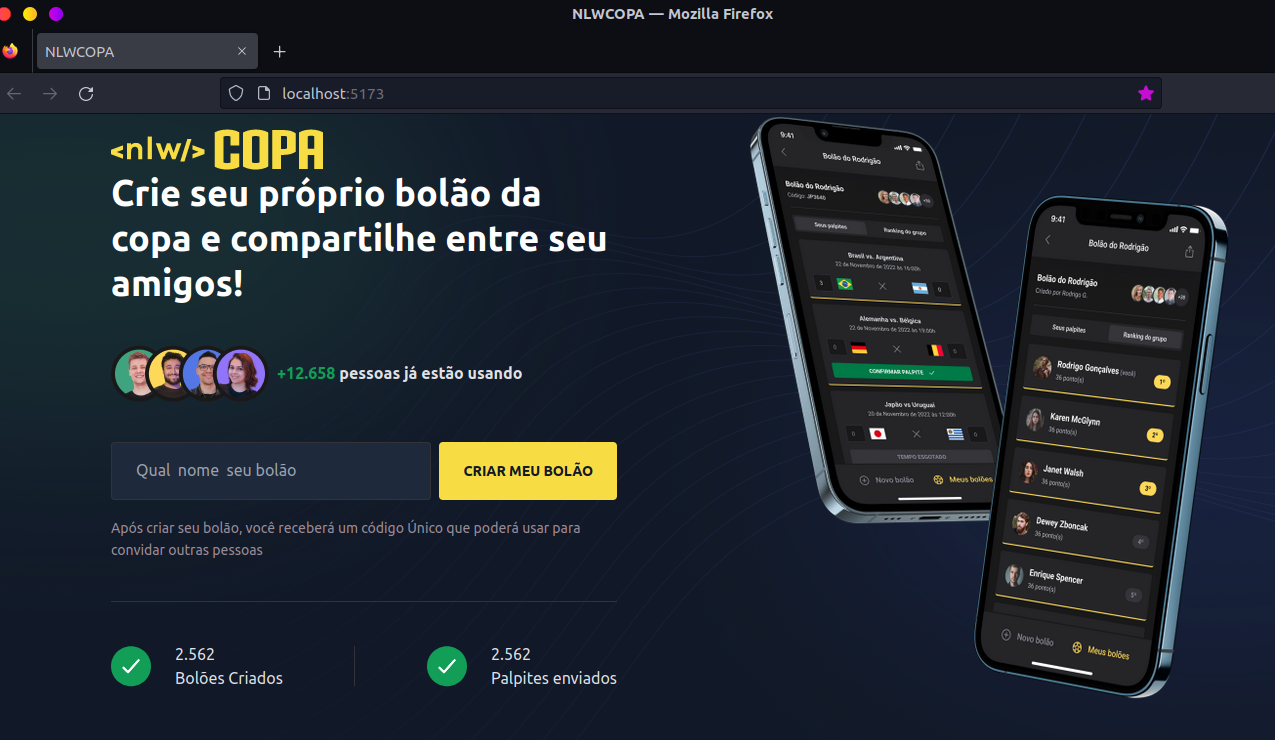 NLWCOPA — Mozilla Firefox
NLWCOPA
localhost:5173
<nlw/> COPA
Crie seu próprio bolão da
copa e compartilhe entre seu
amigos!
+12.658 pessoas já estão usando
Qual nome seu bolão
CRIAR MEU BOLÃO
Após criar seu bolão, você receberá um código Único que poderá usar para
convidar outras pessoas
2.562
Bolões Criados
2.562
Palpites enviados
9:41
Bolão do Rodrigão
Bolão do Rodrigão
Código: JP3646
Seus palpites
Ranking do grupo
Brasil vs. Argentina
22 de Novembro de 2022 às 16:00h
3
0
Alemanha vs. Bélgica
22 de Novembro de 2022 às 19:00h
0
0
CONFIRMAR PALPITE
Japão vs Uruguai
20 de Novembro de 2022 às 12:00h
0
0
TEMPO ESGOTADO
Novo bolão
Meus bolões
9:41
Bolão do Rodrigão
Bolão do Rodrigão
Criado por Rodrigo G.
Seus palpites
Ranking do grupo
Rodrigo Gonçalves (você)
36 ponto(s)
1º
Karen McGlynn
36 ponto(s)
2º
Janet Walsh
36 ponto(s)
3º
Dewey Zboncak
36 ponto(s)
4º
Enrique Spencer
36 ponto(s)
5º
Novo bolão
Meus bolões